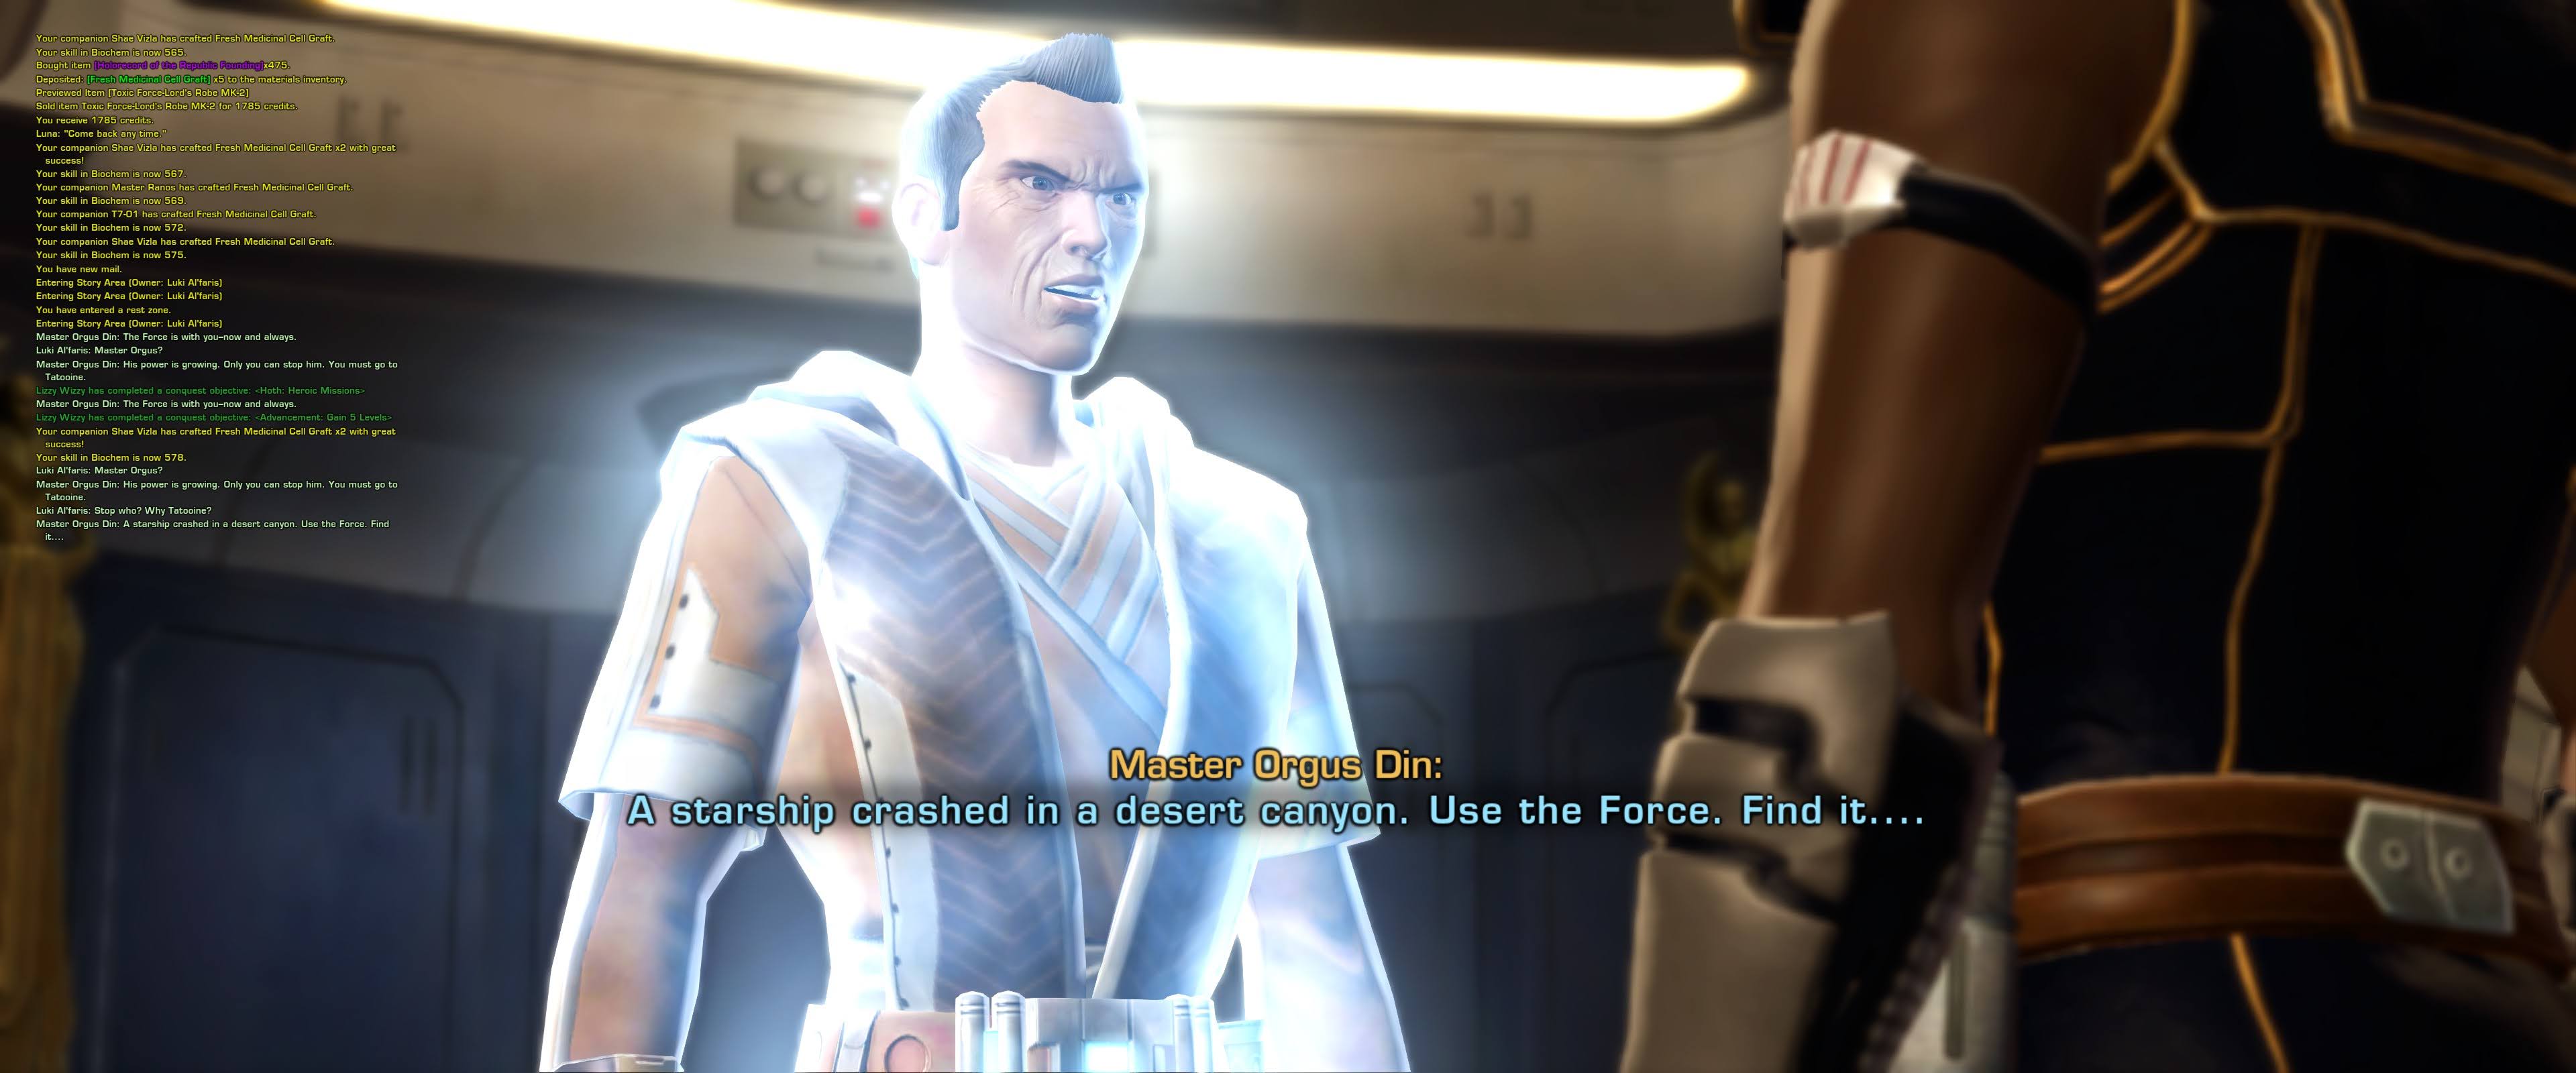 Your companion Shae Vizla has crafted Fresh Medicinal Cell Graft.
Your skill in Biochem is now 565.
Bought item [Holorecord of the Republic Founding]x475.
Deposited: [Fresh Medicinal Cell Graft] x5 to the materials inventory.
Previewed Item [Toxic Force-Lord's Robe MK-2]
Sold item Toxic Force-Lord's Robe MK-2 for 1785 credits.
You receive 1785 credits.
Luna: "Come back any time."
Your companion Shae Vizla has crafted Fresh Medicinal Cell Graft x2 with great
success!
Your skill in Biochem is now 567.
Your companion Master Ranos has crafted Fresh Medicinal Cell Graft.
Your skill in Biochem is now 569.
Your companion T7-01 has crafted Fresh Medicinal Cell Graft.
Your skill in Biochem is now 572.
Your companion Shae Vizla has crafted Fresh Medicinal Cell Graft.
Your skill in Biochem is now 575.
You have new mail.
Entering Story Area (Owner: Luki Al'faris)
Entering Story Area (Owner: Luki Al'faris)
You have entered a rest zone.
Entering Story Area (Owner: Luki Al'faris)
Master Orgus Din: The Force is with you—now and always.
Luki Al'faris: Master Orgus?
Master Orgus Din: His power is growing. Only you can stop him. You must go to
Tatooine.
Lizzy Wizzy has completed a conquest objective: <Hoth: Heroic Missions>
Master Orgus Din: The Force is with you—now and always.
Lizzy Wizzy has completed a conquest objective: <Advancement: Gain 5 Levels>
Your companion Shae Vizla has crafted Fresh Medicinal Cell Graft x2 with great
success!
Your skill in Biochem is now 578.
Luki Al'faris: Master Orgus?
Master Orgus Din: His power is growing. Only you can stop him. You must go to
Tatooine.
Luki Al'faris: Stop who? Why Tatooine?
Master Orgus Din: A starship crashed in a desert canyon. Use the Force. Find
it....
Master Orgus Din:
A starship crashed in a desert canyon. Use the Force. Find it....